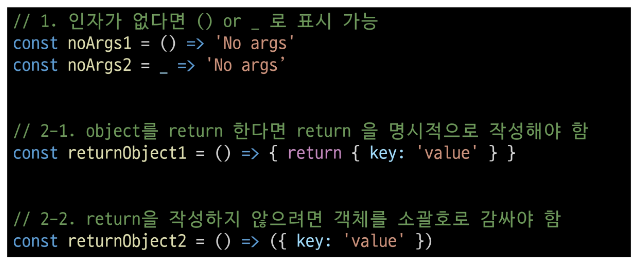 // 1. 인자가 없다면 () or _ 로 표시 가능
const noArgs1 = () => 'No args'
const noArgs2 = _ => 'No args’
// 2-1. object를 return 한다면 return 을 명시적으로 작성해야 함
const returnObject1 = () => { return { key: 'value' } }
// 2-2. return을 작성하지 않으려면 객체를 소괄호로 감싸야 함
const returnObject2 = () => ({ key: 'value' })